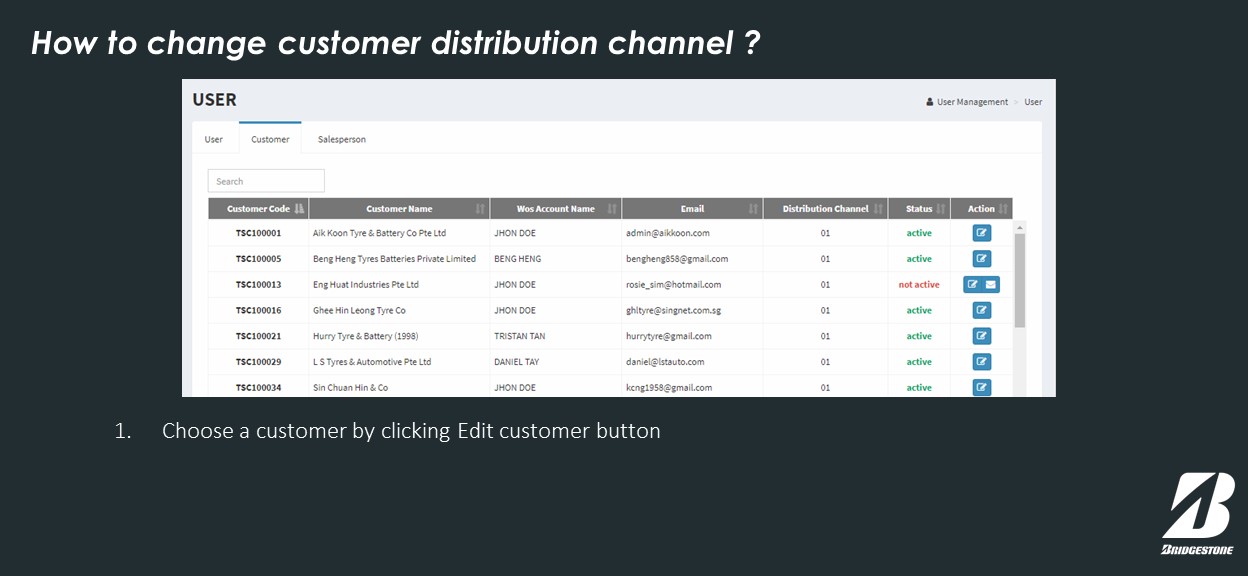 How to change customer distribution channel ?
USER
User Management > User
User Customer Salesperson
Search
Customer Code Customer Name Wos Account Name Email Distribution Channel Status Action
TSC100001 Aik Koon Tyre & Battery Co Pte Ltd JHON DOE admin@aikkoon.com 01 active
TSC100005 Beng Heng Tyres Batteries Private Limited BENG HENG bengheng858@gmail.com 01 active
TSC100013 Eng Huat Industries Pte Ltd JHON DOE rosie_sim@hotmail.com 01 not active
TSC100016 Ghee Hin Leong Tyre Co JHON DOE ghltyre@singnet.com.sg 01 active
TSC100021 Hurry Tyre & Battery (1998) TRISTAN TAN hurrytyre@gmail.com 01 active
TSC100029 L S Tyres & Automotive Pte Ltd DANIEL TAY daniel@lstauto.com 01 active
TSC100034 Sin Chuan Hin & Co JHON DOE kcng1958@gmail.com 01 active
1. Choose a customer by clicking Edit customer button
BRIDGESTONE